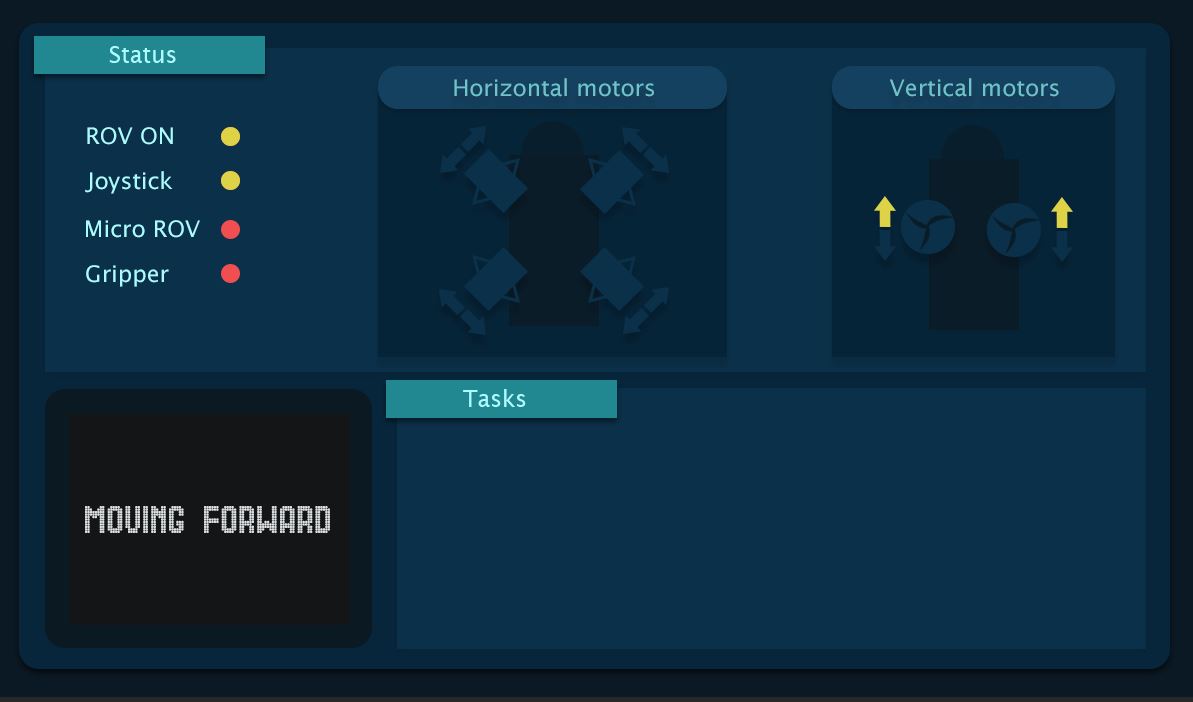 Status
Horizontal motors
Vertical motors
ROV ON
Joystick
Micro ROV
Gripper
Tasks
MOVING FORWARD